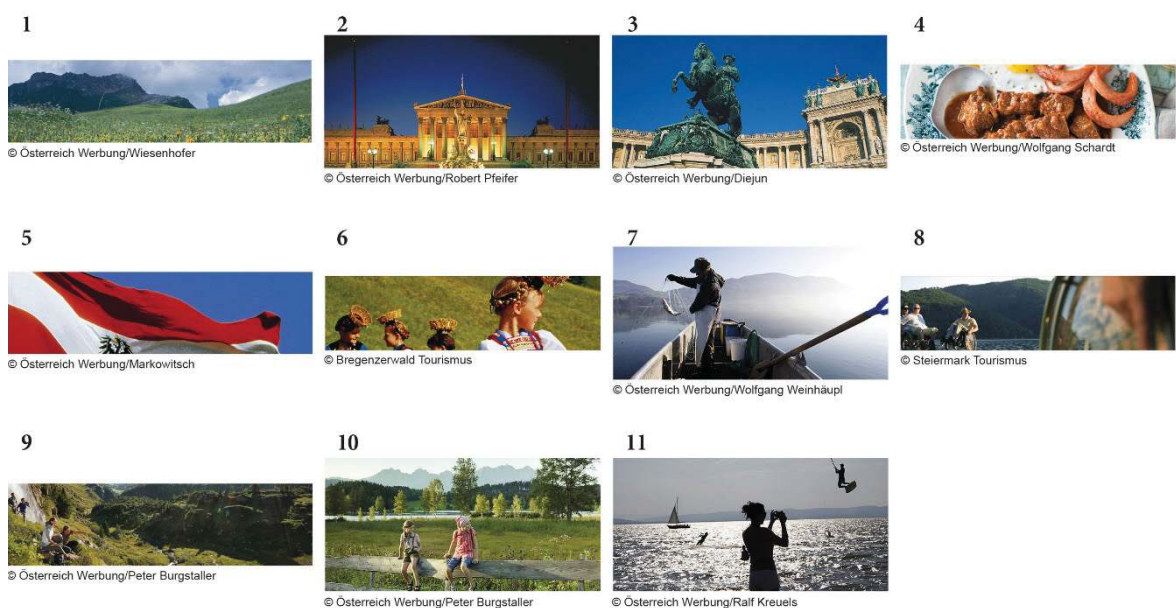 1
2
3
4
© Österreich Werbung/Wiesenhofer
© Österreich Werbung/Robert Pfeifer
© Österreich Werbung/Diejun
© Österreich Werbung/Wolfgang Schardt
5
6
7
8
© Österreich Werbung/Markowitsch
© Bregenzerwald Tourismus
© Österreich Werbung/Wolfgang Weinhäupl
© Steiermark Tourismus
9
10
11
© Österreich Werbung/Peter Burgstaller
© Österreich Werbung/Peter Burgstaller
© Österreich Werbung/Ralf Kreuels